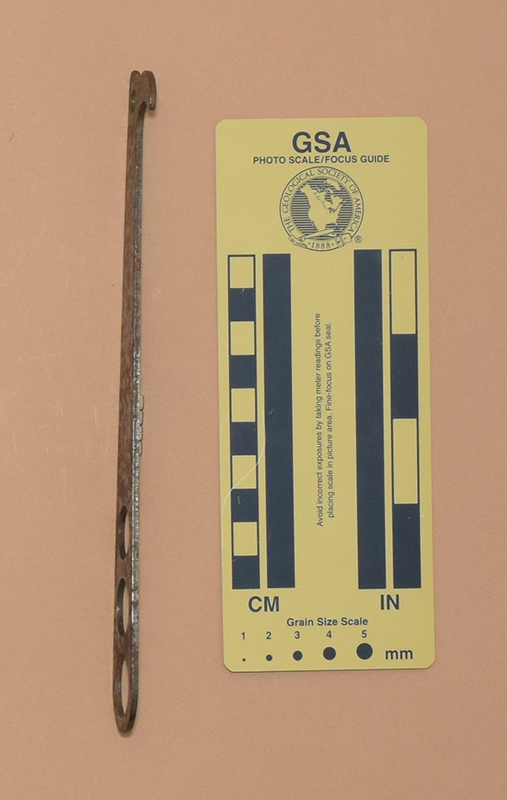 GSA
PHOTO SCALE/FOCUS GUIDE
THE GEOLOGICAL SOCIETY OF AMERICA
1888
®
Avoid incorrect exposures by taking meter readings before
placing scale in picture area. Fine-focus on GSA seal.
CM
IN
Grain Size Scale
1 2 3 4 5
mm